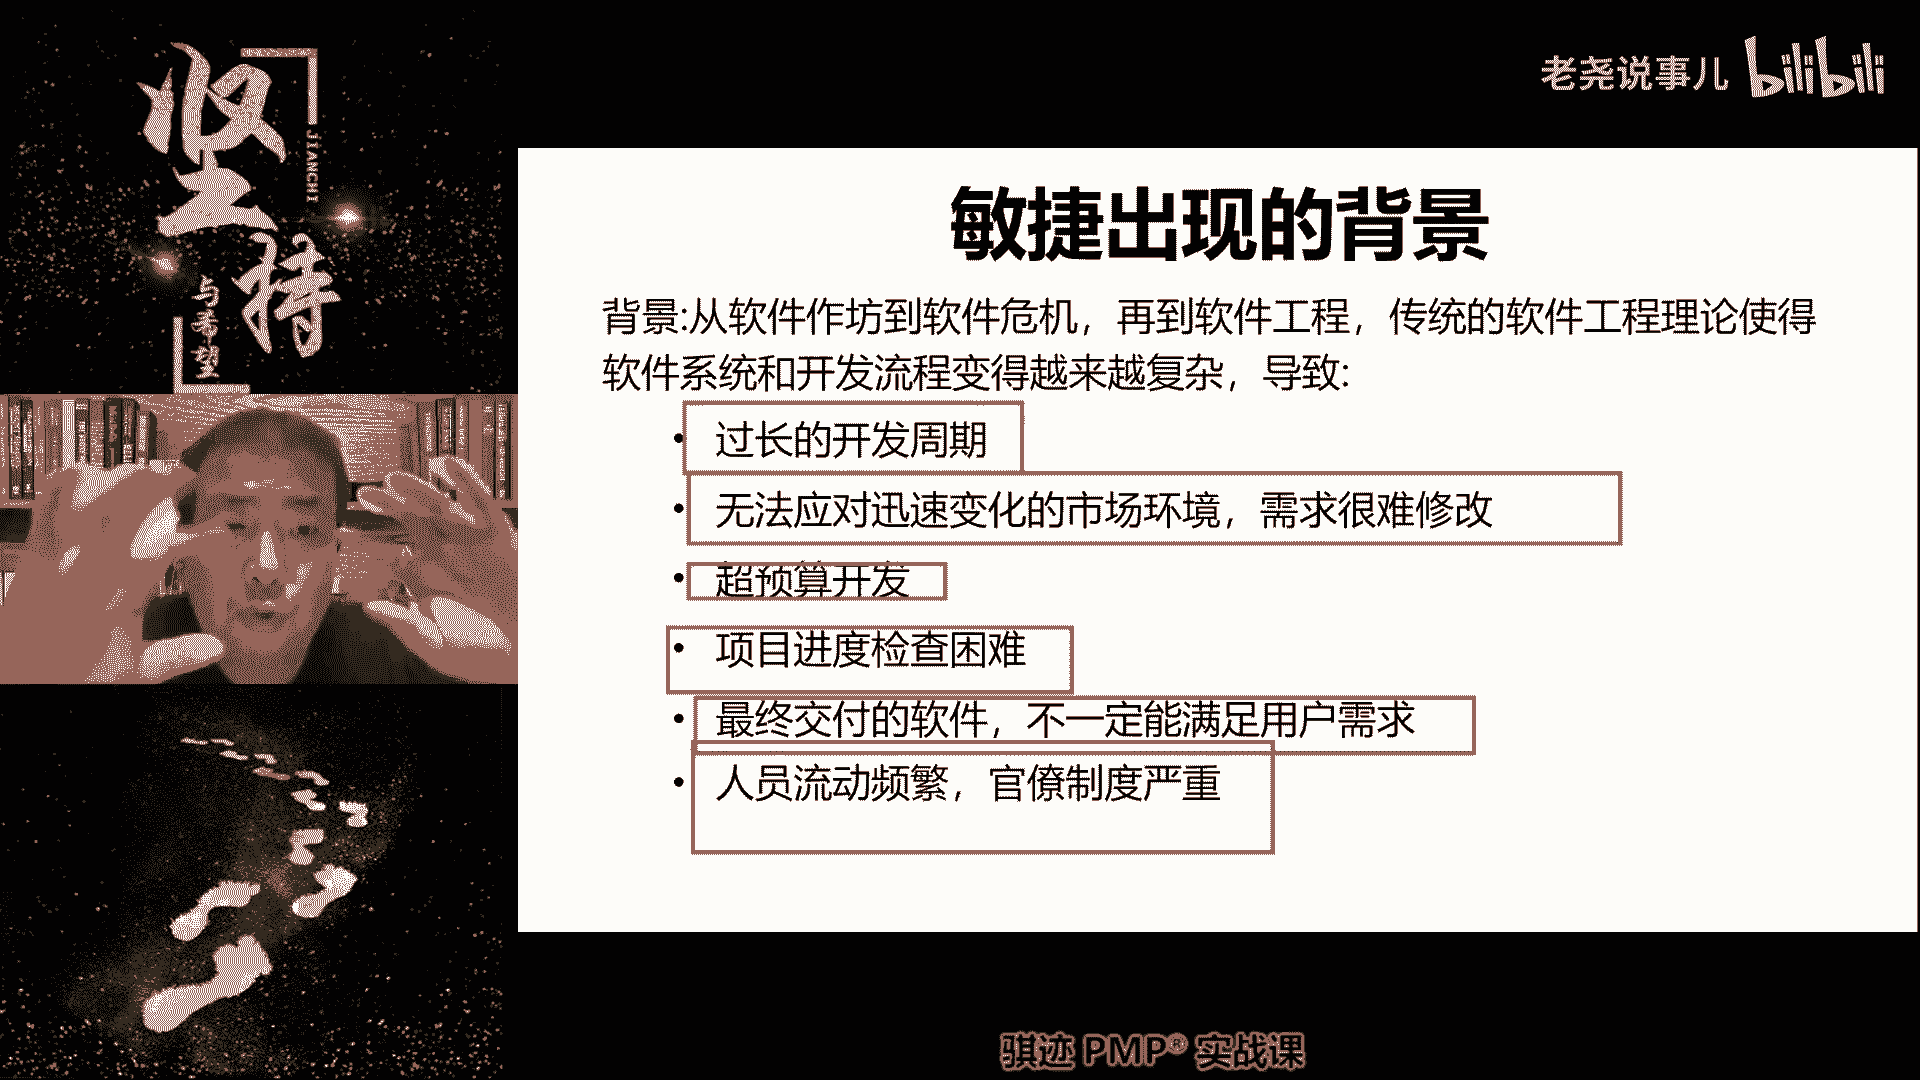 坚持
JIANCHI
与希望
老尧说事儿 bilibili
敏捷出现的背景
背景:从软件作坊到软件危机，再到软件工程，传统的软件工程理论使得
软件系统和开发流程变得越来越复杂，导致:
• 过长的开发周期
• 无法应对迅速变化的市场环境，需求很难修改
• 超预算开发
• 项目进度检查困难
• 最终交付的软件，不一定能满足用户需求
• 人员流动频繁，官僚制度严重
骐迹 PMP® 实战课